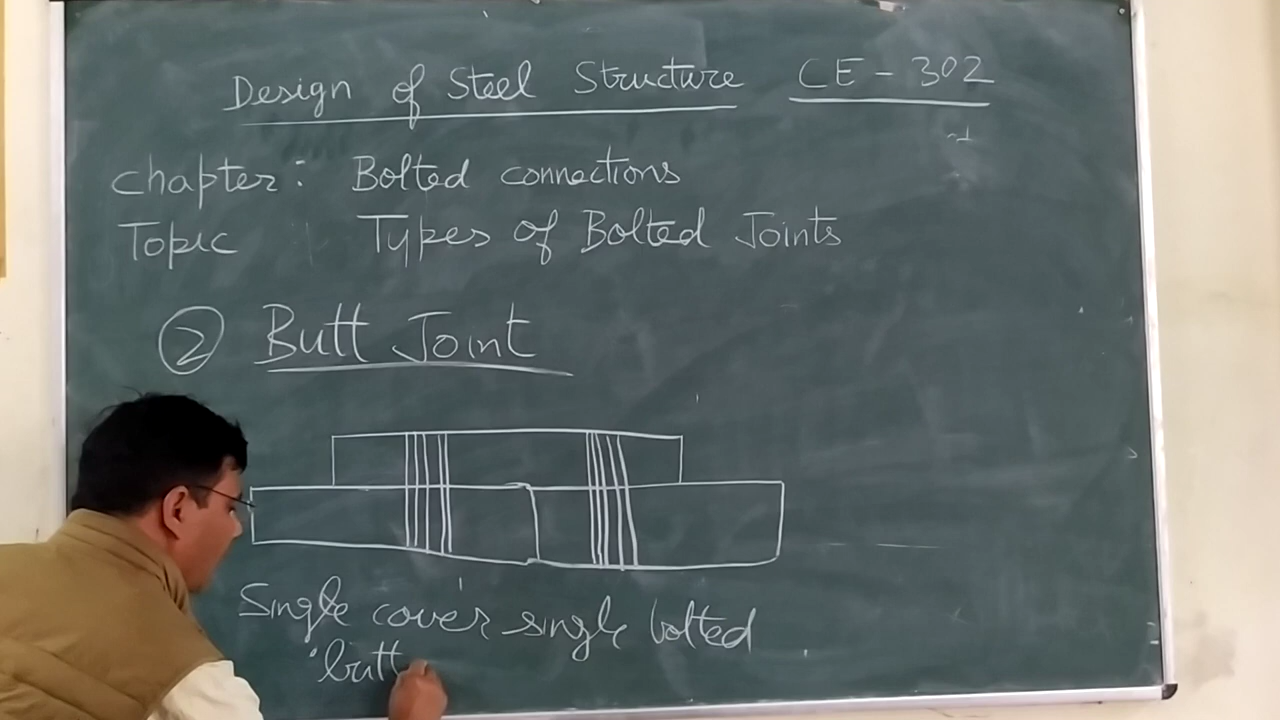 Design of Steel Structure CE - 302
Chapter: Bolted connections
Topic Types of Bolted Joints
② Butt Joint
Single cover single bolted
butt